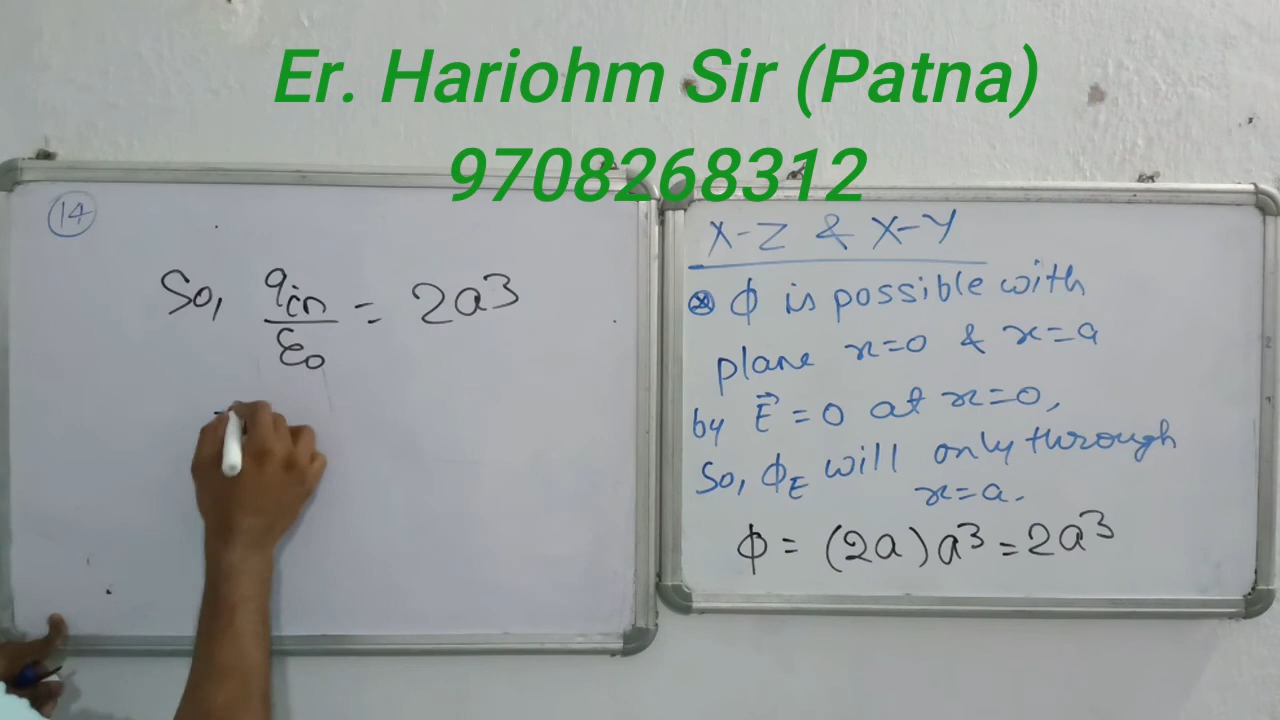 Er. Hariohm Sir (Patna)
9708268312
14
So, qin/ε0 = 2a³
X-Z & X-Y
⊗ ϕ is possible with
plane x=0 & x=a
by E⃗ = 0 at x=0,
So, ϕE will only through
x=a.
ϕ = (2a)a³ = 2a³